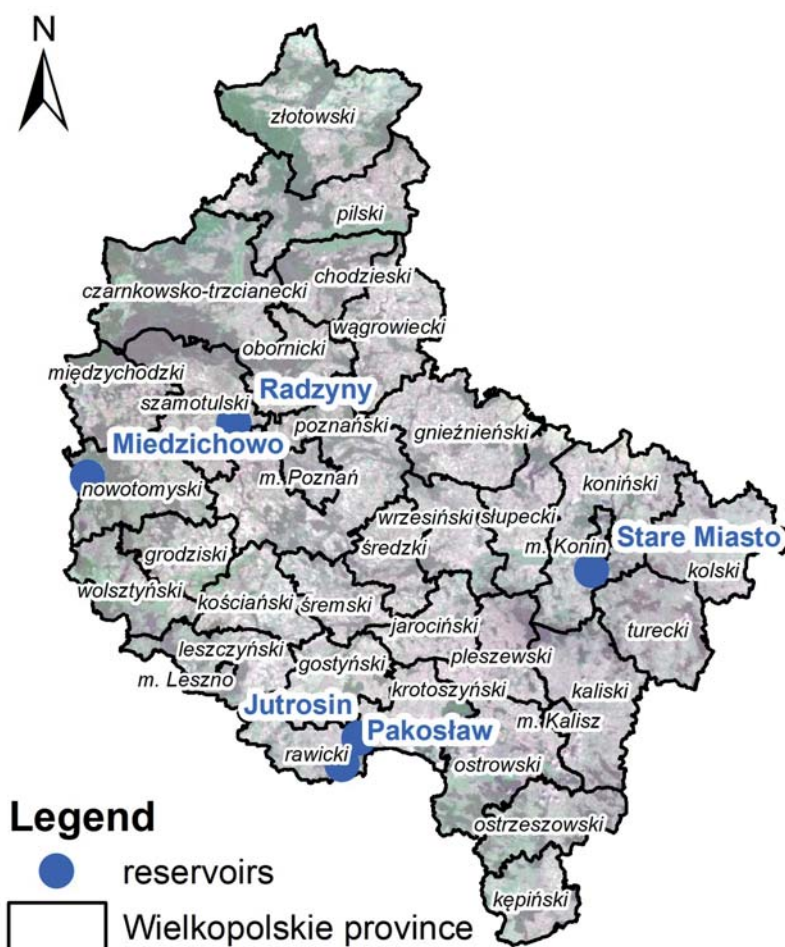 N
złotowski
pilski
chodzieski
czarnkowsko-trzcianecki
wągrowiecki
obornicki
międzychodzki
Radzyny
szamotulski
poznański
gnieźnieński
Miedzichowo
m. Poznań
koniński
nowotomyski
wrzesiński
słupecki
m. Konin
Stare Miasto
grodziski
średzki
kolski
wolsztyński
kościański
śremski
jarociński
turecki
leszczyński
gostyński
pleszewski
m. Leszno
krotoszyński
kaliski
Jutrosin
Pakosław
m. Kalisz
rawicki
ostrowski
Legend
ostrzeszowski
reservoirs
kępiński
Wielkopolskie province